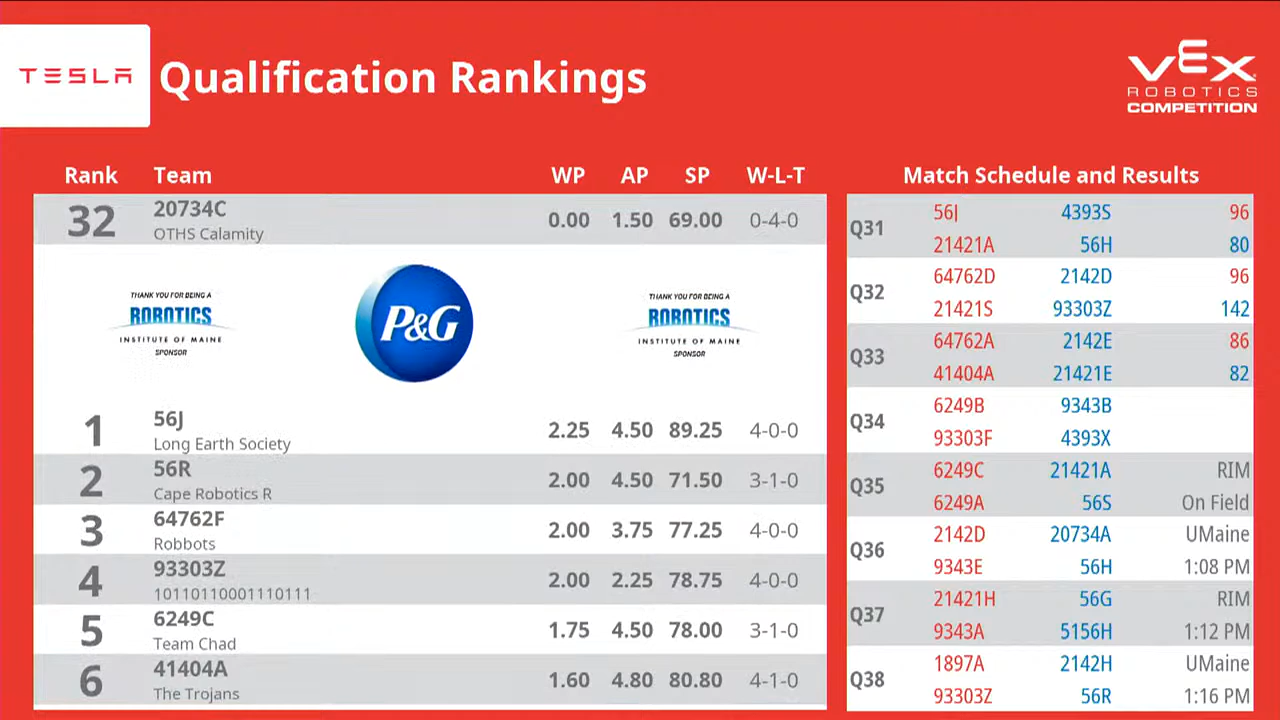 TESLA
Qualification Rankings
VEX
ROBOTICS
COMPETITION
Rank Team WP AP SP W-L-T
32 20734C 0.00 1.50 69.00 0-4-0
OTHS Calamity
THANK YOU FOR BEING A
ROBOTICS
INSTITUTE OF MAINE
SPONSOR
P&G
THANK YOU FOR BEING A
ROBOTICS
INSTITUTE OF MAINE
SPONSOR
1 56J 2.25 4.50 89.25 4-0-0
Long Earth Society
2 56R 2.00 4.50 71.50 3-1-0
Cape Robotics R
3 64762F 2.00 3.75 77.25 4-0-0
Robbots
4 93303Z 2.00 2.25 78.75 4-0-0
10110110001110111
5 6249C 1.75 4.50 78.00 3-1-0
Team Chad
6 41404A 1.60 4.80 80.80 4-1-0
The Trojans
Match Schedule and Results
Q31 56J 4393S 96
21421A 56H 80
Q32 64762D 2142D 96
21421S 93303Z 142
Q33 64762A 2142E 86
41404A 21421E 82
Q34 6249B 9343B
93303F 4393X
Q35 6249C 21421A RIM
6249A 56S On Field
Q36 2142D 20734A UMaine
9343E 56H 1:08 PM
Q37 21421H 56G RIM
9343A 5156H 1:12 PM
Q38 1897A 2142H UMaine
93303Z 56R 1:16 PM